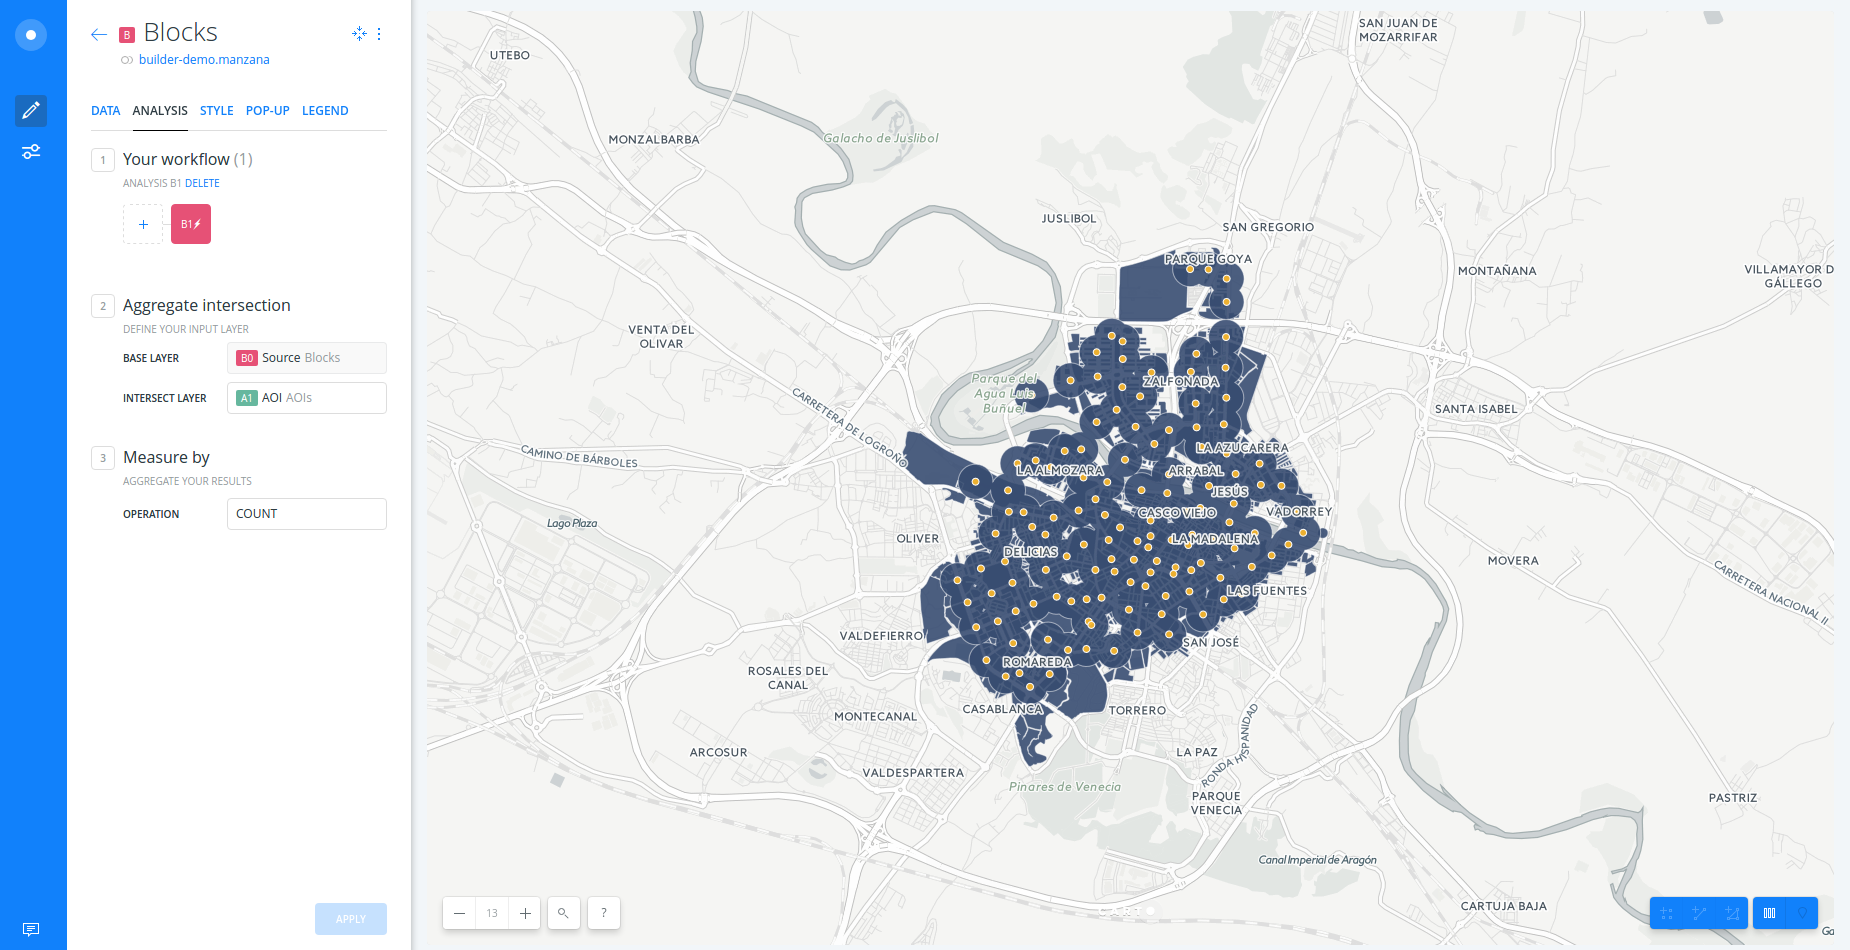 B Blocks
builder-demo.manzana
DATA ANALYSIS STYLE POP-UP LEGEND
1 Your workflow (1)
ANALYSIS B1 DELETE
+ B1
2 Aggregate intersection
DEFINE YOUR INPUT LAYER
BASE LAYER B0 Source Blocks
INTERSECT LAYER A1 AOI AOIs
3 Measure by
AGGREGATE YOUR RESULTS
OPERATION COUNT
APPLY
SAN JUAN DE
MOZARRIFAR
UTEBO
MONZALBARBA
Galacho de Juslibol
JUSLIBOL
SAN GREGORIO
PARQUE GOYA
MONTAÑANA
VILLAMAYOR D
GÁLLEGO
VENTA DEL
OLIVAR
Parque del
Agua Luis
Buñuel
ZALFONADA
CARRETERA DE LOGROÑO
SANTA ISABEL
CAMINO DE BÁRBOLES
LA AZUCARERA
LA ALMOZARA
ARRABAL
JESÚS
CASCO VIEJO
VADORREY
Lago Plaza
OLIVER
LA MADALENA
DELICIAS
MOVERA
LAS FUENTES
CARRETERA NACIONAL II
VALDEFIERRO
SAN JOSÉ
ROMAREDA
ROSALES DEL
CANAL
CASABLANCA
TORRERO
MONTECANAL
RONDA HISPANIDAD
ARCOSUR
LA PAZ
VALDESPARTERA
Pinares de Venecia
PARQUE
VENECIA
PASTRIZ
Canal Imperial de Aragón
CARTUJA BAJA
Ga
− 13 + ?